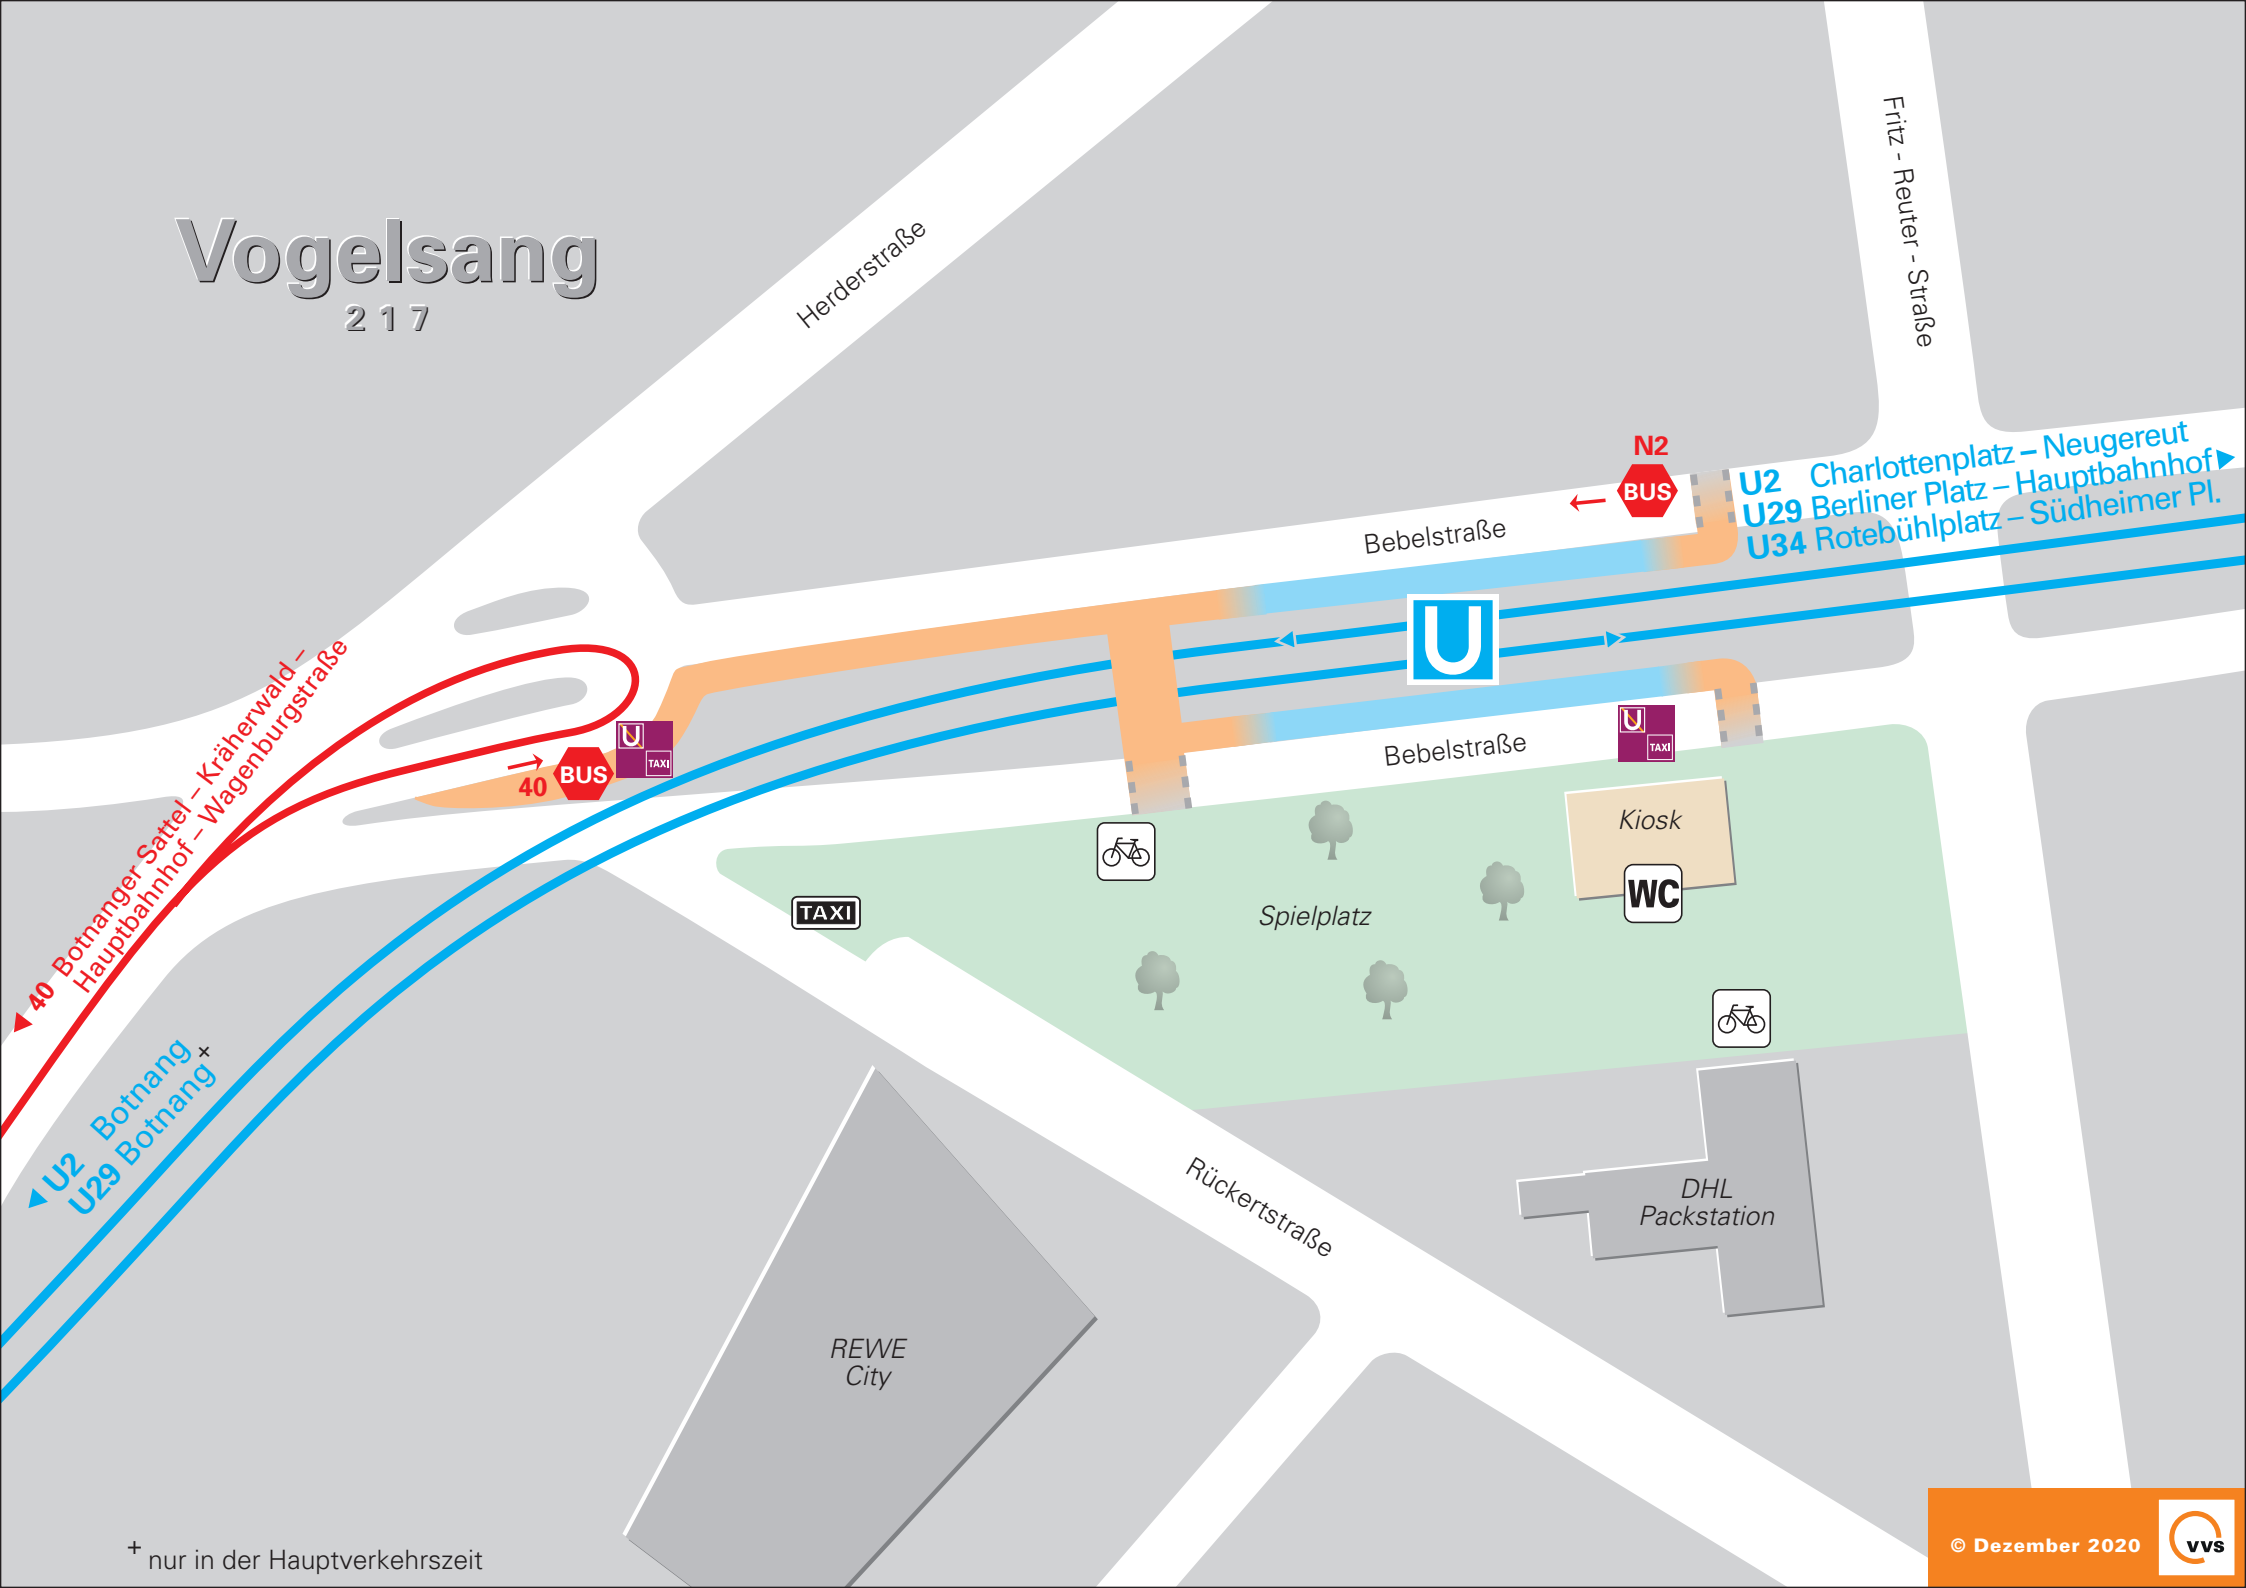 Vogelsang
217
Herderstraße
Fritz - Reuter - Straße
N2
BUS
U2 Charlottenplatz – Neugereut
U29 Berliner Platz – Hauptbahnhof
U34 Rotebühlplatz – Südheimer Pl.
Bebelstraße
U
40 Botnanger Sattel – Kräherwald –
Hauptbahnhof – Wagenburgstraße
BUS
40
U
TAXI
Bebelstraße
U
TAXI
Kiosk
WC
TAXI
Spielplatz
U2 Botnang
U29 Botnang +
Rückertstraße
DHL
Packstation
REWE
City
+ nur in der Hauptverkehrszeit
© Dezember 2020
vvs